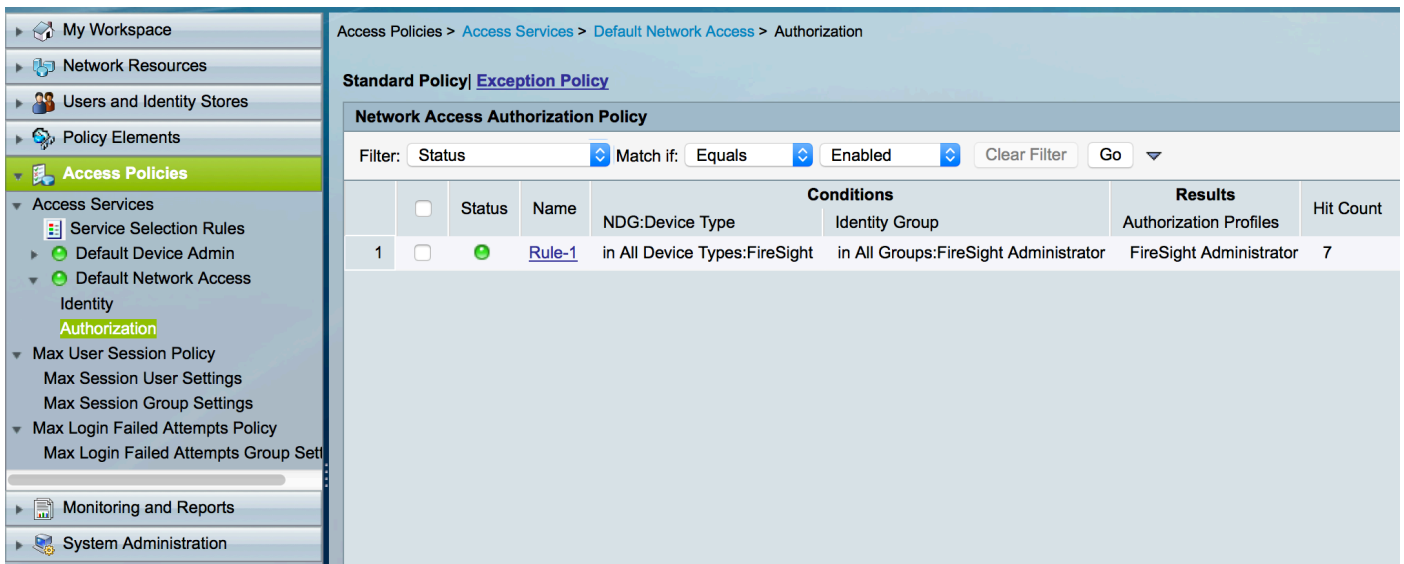 My Workspace
Network Resources
Users and Identity Stores
Policy Elements
Access Policies
Access Services
Service Selection Rules
Default Device Admin
Default Network Access
Identity
Authorization
Max User Session Policy
Max Session User Settings
Max Session Group Settings
Max Login Failed Attempts Policy
Max Login Failed Attempts Group Sett
Monitoring and Reports
System Administration
Access Policies > Access Services > Default Network Access > Authorization
Standard Policy| Exception Policy
Network Access Authorization Policy
Filter: Status Match if: Equals Enabled Clear Filter Go
Conditions Results
Status Name Hit Count
NDG:Device Type Identity Group Authorization Profiles
1 Rule-1 in All Device Types:FireSight in All Groups:FireSight Administrator FireSight Administrator 7